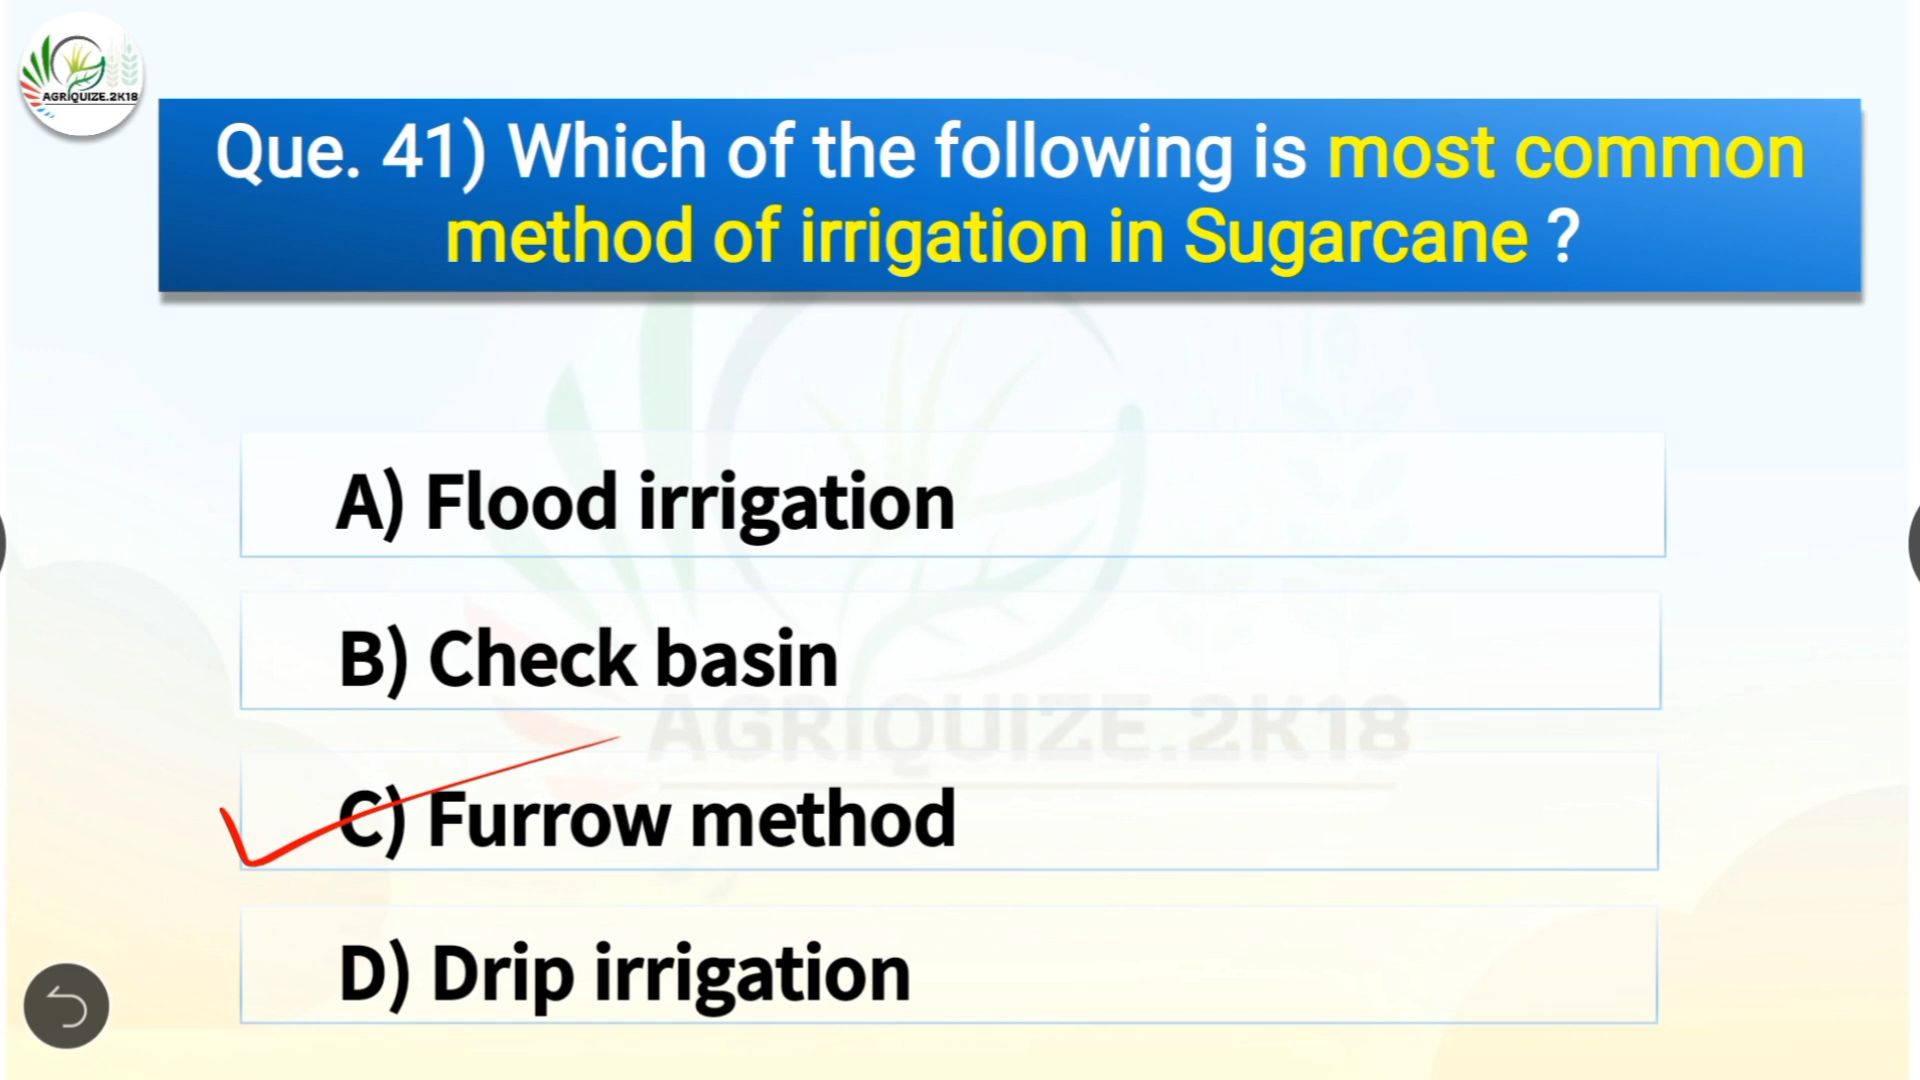 AGRIQUIZE.2K18
Que. 41) Which of the following is most common
method of irrigation in Sugarcane ?
A) Flood irrigation
B) Check basin
AGRIQUIZE.2K18
C) Furrow method
D) Drip irrigation